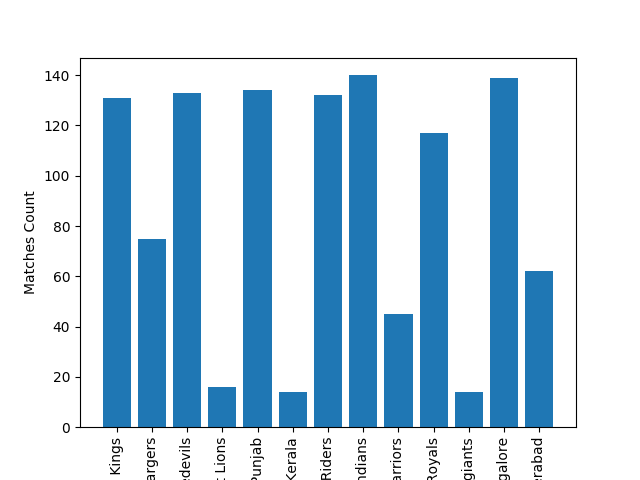 140
120
100
80
60
40
20
0
Matches Count
Kings
argers
edevils
Lions
Punjab
Kerala
Riders
ndians
arriors
Royals
giants
galore
erabad